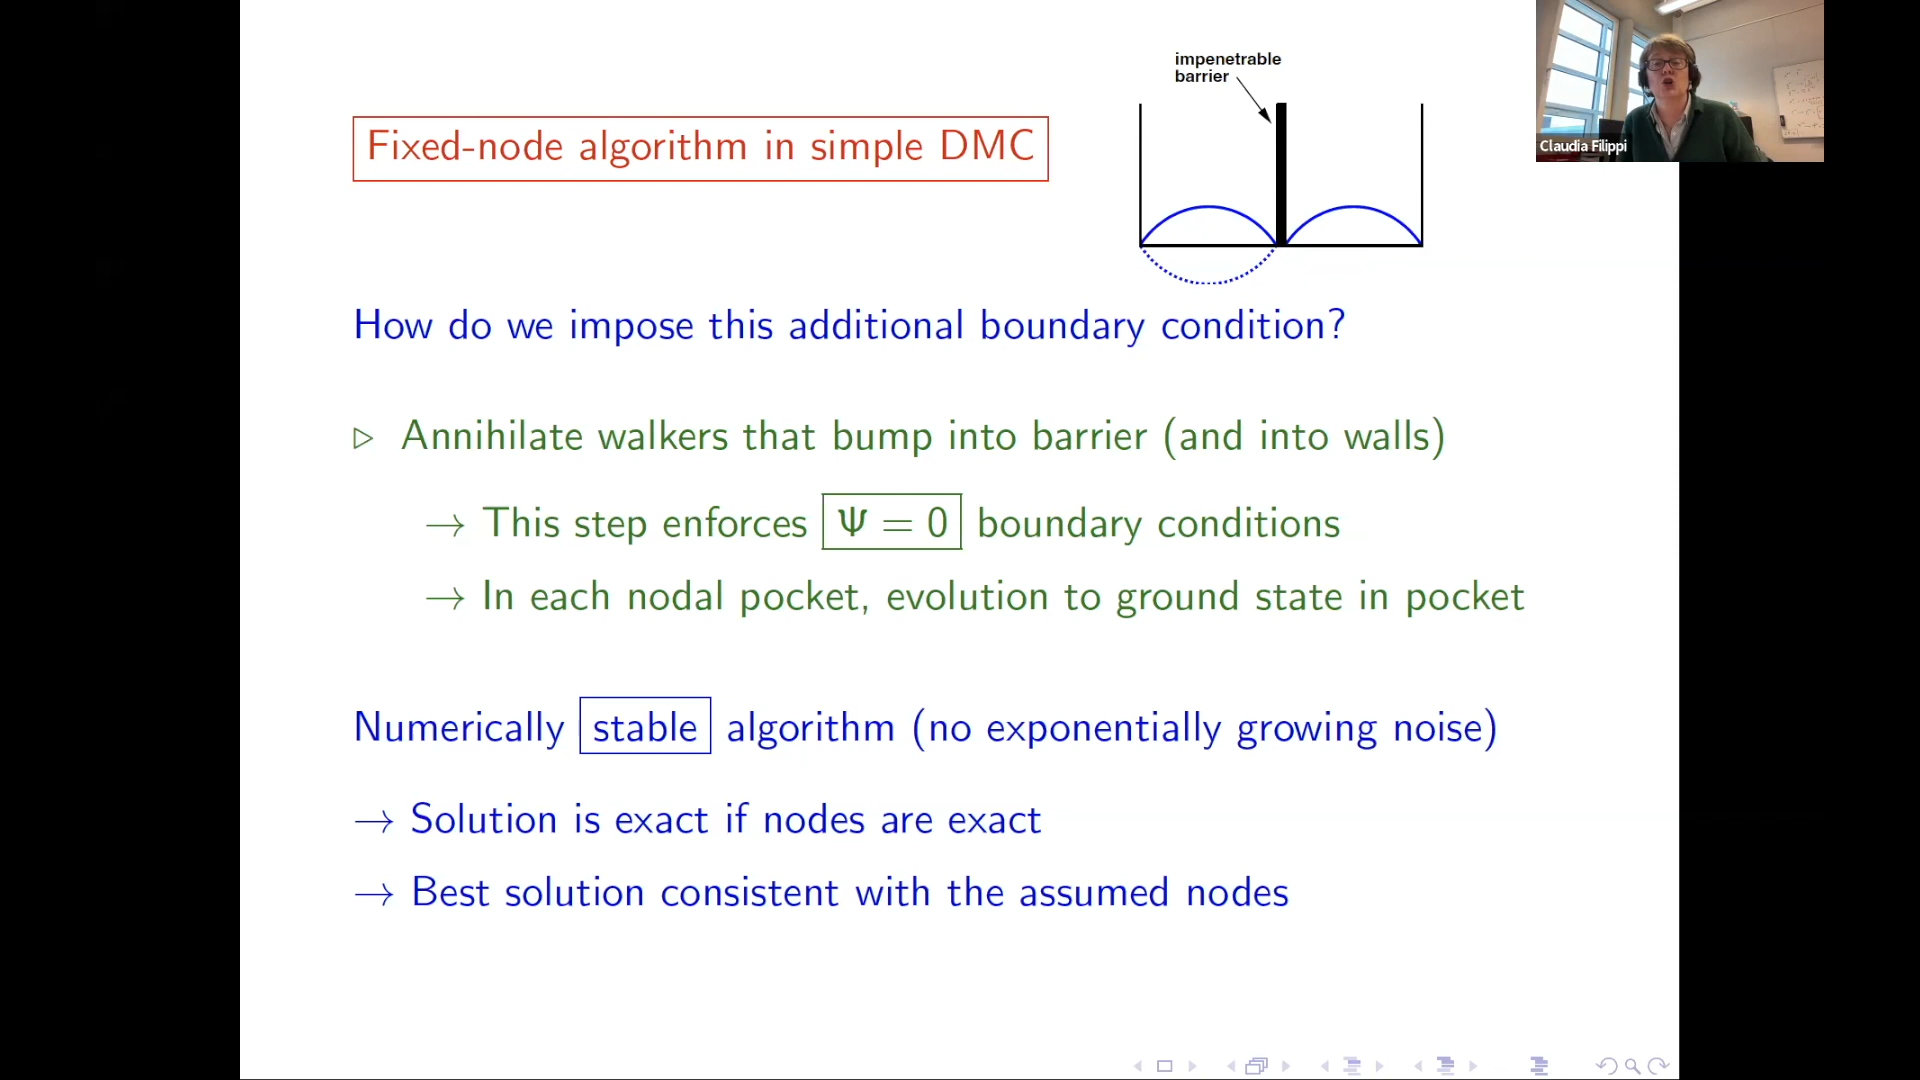 impenetrable
barrier
Fixed-node algorithm in simple DMC
Claudia Filippi
How do we impose this additional boundary condition?
▷ Annihilate walkers that bump into barrier (and into walls)
→ This step enforces Ψ = 0 boundary conditions
→ In each nodal pocket, evolution to ground state in pocket
Numerically stable algorithm (no exponentially growing noise)
→ Solution is exact if nodes are exact
→ Best solution consistent with the assumed nodes